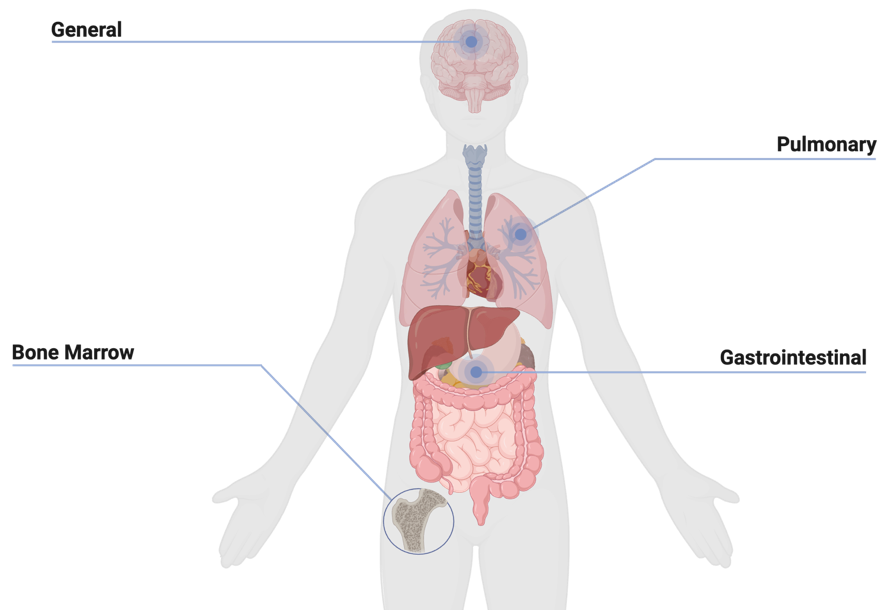 General
Pulmonary
Bone Marrow
Gastrointestinal